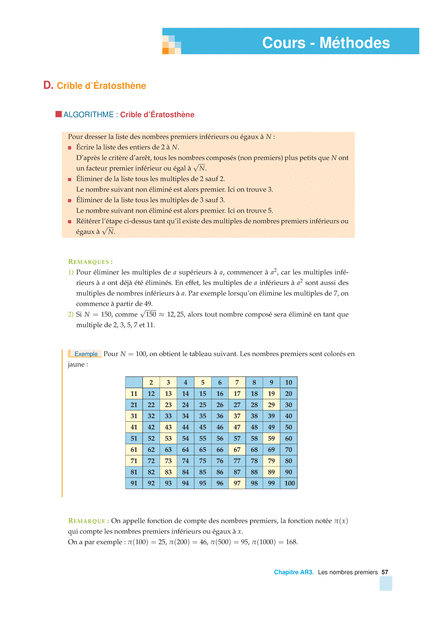 Cours - Méthodes
D. Crible d'Ératosthène
ALGORITHME : Crible d'Ératosthène
Pour dresser la liste des nombres premiers inférieurs ou égaux à N :
Écrire la liste des entiers de 2 à N.
D'après le critère d'arrêt, tous les nombres composés (non premiers) plus petits que N ont
un facteur premier inférieur ou égal à √N.
Éliminer de la liste tous les multiples de 2 sauf 2.
Le nombre suivant non éliminé est alors premier. Ici on trouve 3.
Éliminer de la liste tous les multiples de 3 sauf 3.
Le nombre suivant non éliminé est alors premier. Ici on trouve 5.
Réitérer l'étape ci-dessus tant qu'il existe des multiples de nombres premiers inférieurs ou
égaux à √N.
REMARQUES :
1) Pour éliminer les multiples de a supérieurs à a, commencer à a², car les multiples infé-
rieurs à a ont déjà été éliminés. En effet, les multiples de a inférieurs à a² sont aussi des
multiples de nombres inférieurs à a. Par exemple lorsqu'on élimine les multiples de 7, on
commence à partir de 49.
2) Si N = 150, comme √150 ≈ 12,25, alors tout nombre composé sera éliminé en tant que
multiple de 2, 3, 5, 7 et 11.
Exemple Pour N = 100, on obtient le tableau suivant. Les nombres premiers sont colorés en
jaune :
2 3 4 5 6 7 8 9 10
11 12 13 14 15 16 17 18 19 20
21 22 23 24 25 26 27 28 29 30
31 32 33 34 35 36 37 38 39 40
41 42 43 44 45 46 47 48 49 50
51 52 53 54 55 56 57 58 59 60
61 62 63 64 65 66 67 68 69 70
71 72 73 74 75 76 77 78 79 80
81 82 83 84 85 86 87 88 89 90
91 92 93 94 95 96 97 98 99 100
REMARQUE : On appelle fonction de compte des nombres premiers, la fonction notée π(x)
qui compte les nombres premiers inférieurs ou égaux à x.
On a par exemple : π(100) = 25, π(200) = 46, π(500) = 95, π(1000) = 168.
Chapitre AR3. Les nombres premiers 57